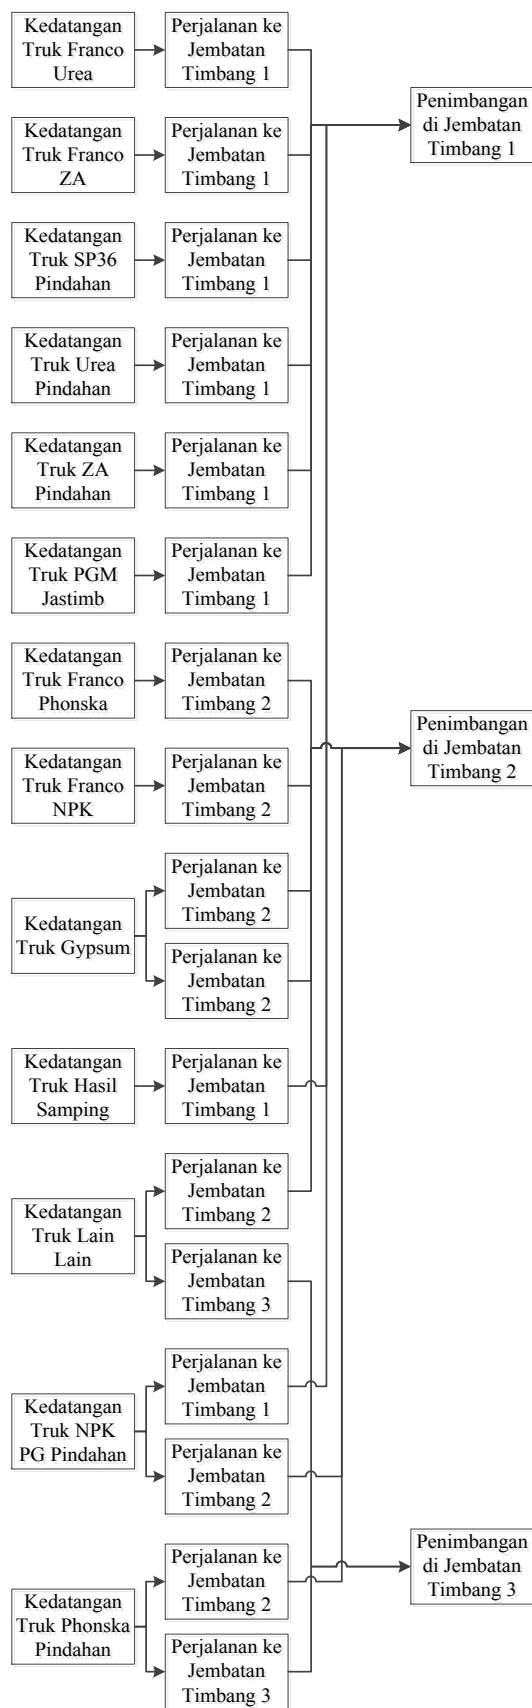 Kedatangan
Truk Franco
Urea
Perjalanan ke
Jembatan
Timbang 1
Penimbangan
di Jembatan
Timbang 1
Kedatangan
Truk Franco
ZA
Perjalanan ke
Jembatan
Timbang 1
Kedatangan
Truk SP36
Pindahan
Perjalanan ke
Jembatan
Timbang 1
Kedatangan
Truk Urea
Pindahan
Perjalanan ke
Jembatan
Timbang 1
Kedatangan
Truk ZA
Pindahan
Perjalanan ke
Jembatan
Timbang 1
Kedatangan
Truk PGM
Jastimb
Perjalanan ke
Jembatan
Timbang 1
Kedatangan
Truk Franco
Phonska
Perjalanan ke
Jembatan
Timbang 2
Penimbangan
di Jembatan
Timbang 2
Kedatangan
Truk Franco
NPK
Perjalanan ke
Jembatan
Timbang 2
Kedatangan
Truk Gypsum
Perjalanan ke
Jembatan
Timbang 2
Perjalanan ke
Jembatan
Timbang 2
Kedatangan
Truk Hasil
Samping
Perjalanan ke
Jembatan
Timbang 1
Kedatangan
Truk Lain
Lain
Perjalanan ke
Jembatan
Timbang 2
Perjalanan ke
Jembatan
Timbang 3
Kedatangan
Truk NPK
PG Pindahan
Perjalanan ke
Jembatan
Timbang 1
Perjalanan ke
Jembatan
Timbang 2
Penimbangan
di Jembatan
Timbang 3
Kedatangan
Truk Phonska
Pindahan
Perjalanan ke
Jembatan
Timbang 2
Perjalanan ke
Jembatan
Timbang 3